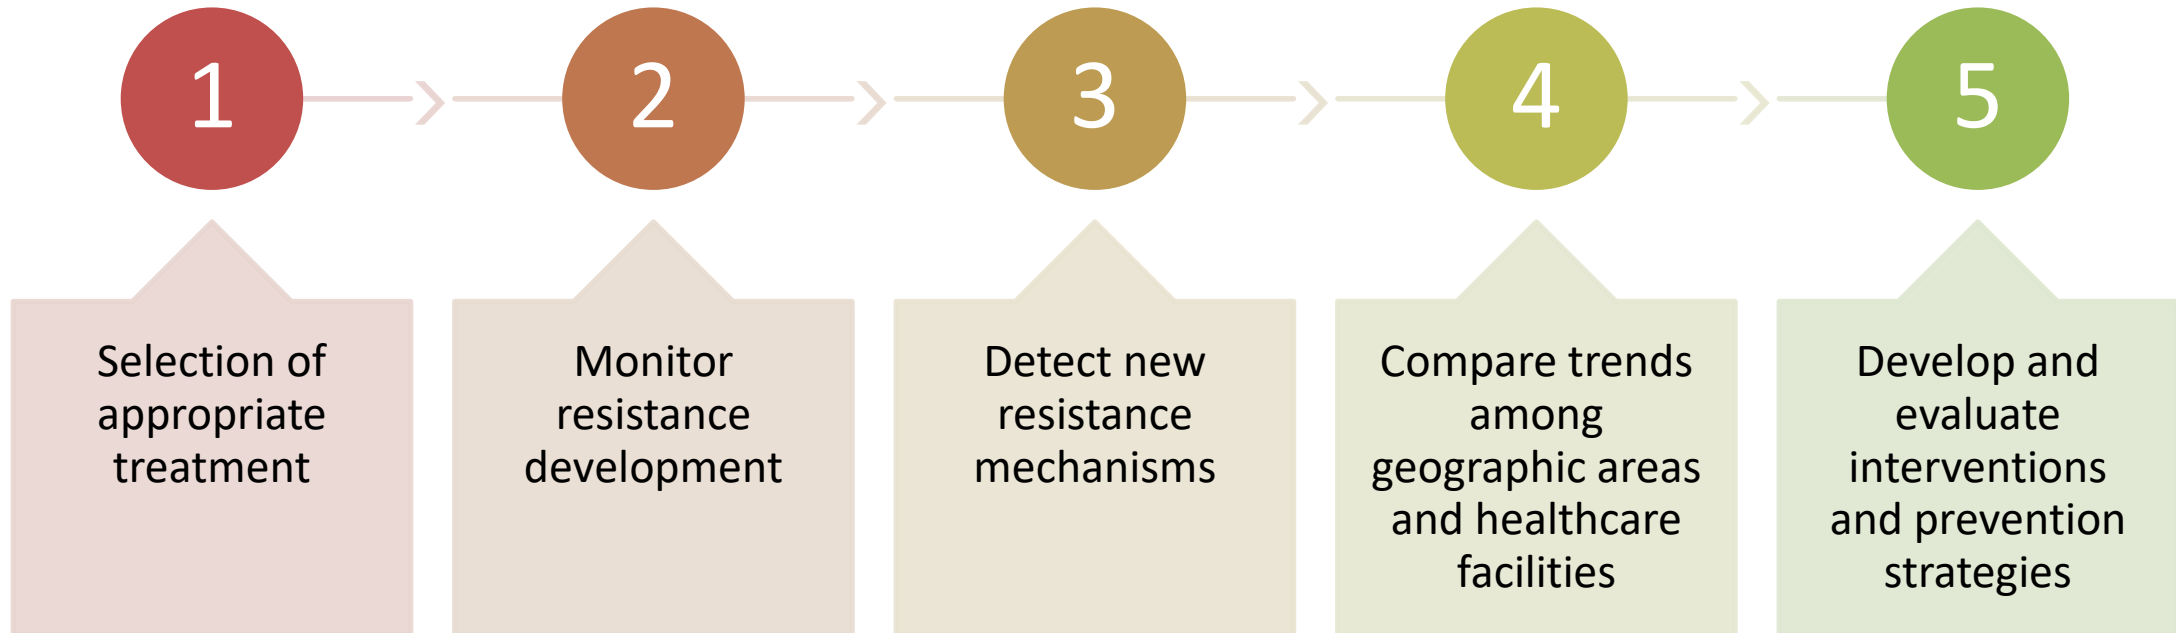 1
2
3
4
5
Selection of
appropriate
treatment
Monitor
resistance
development
Detect new
resistance
mechanisms
Compare trends
among
geographic areas
and healthcare
facilities
Develop and
evaluate
interventions
and prevention
strategies